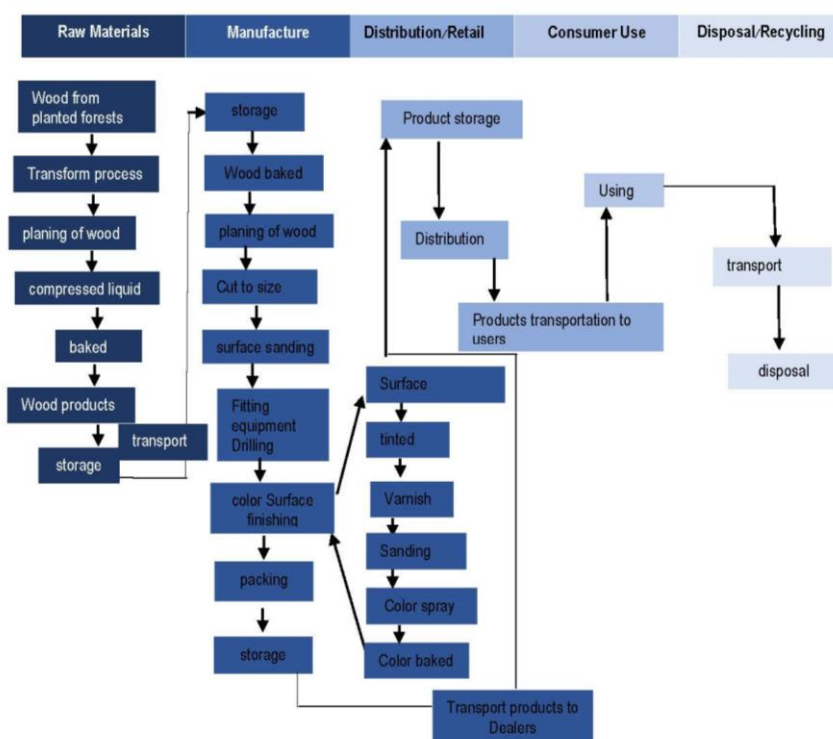 Raw Materials
Manufacture
Distribution/Retail
Consumer Use
Disposal/Recycling
Wood from
planted forests
Transform process
planing of wood
compressed liquid
baked
Wood products
transport
storage
storage
Wood baked
planing of wood
Cut to size
surface sanding
Fitting
equipment
Drilling
color Surface
finishing
packing
storage
Surface
tinted
Varnish
Sanding
Color spray
Color baked
Transport products to
Dealers
Product storage
Distribution
Products transportation to
users
Using
transport
disposal